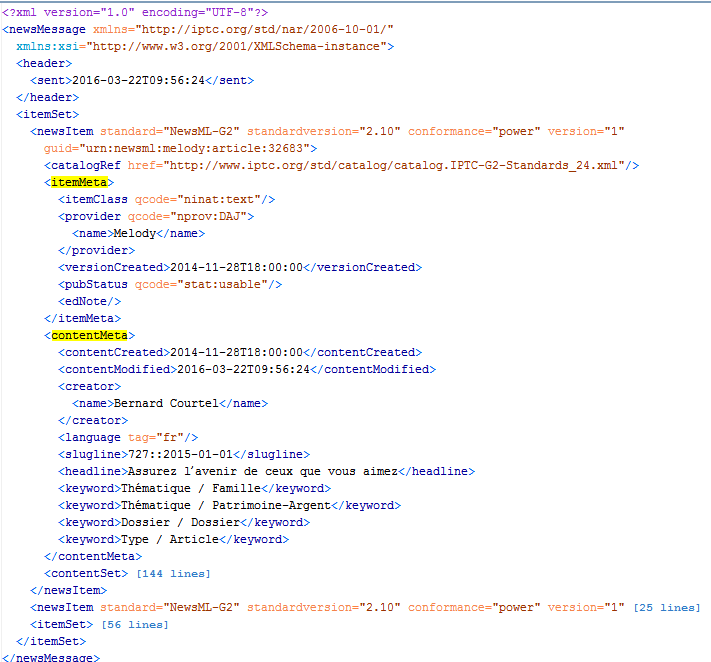 <?xml version="1.0" encoding="UTF-8"?>
<newsMessage xmlns="http://iptc.org/std/nar/2006-10-01/"
xmlns:xsi="http://www.w3.org/2001/XMLSchema-instance">
<header>
<sent>2016-03-22T09:56:24</sent>
</header>
<itemSet>
<newsItem standard="NewsML-G2" standardversion="2.10" conformance="power" version="1"
guid="urn:newsml:melody:article:32683">
<catalogRef href="http://www.iptc.org/std/catalog/catalog.IPTC-G2-Standards_24.xml"/>
<itemMeta>
<itemClass qcode="ninat:text"/>
<provider qcode="nprov:DAJ">
<name>Melody</name>
</provider>
<versionCreated>2014-11-28T18:00:00</versionCreated>
<pubStatus qcode="stat:usable"/>
<edNote/>
</itemMeta>
<contentMeta>
<contentCreated>2014-11-28T18:00:00</contentCreated>
<contentModified>2016-03-22T09:56:24</contentModified>
<creator>
<name>Bernard Courtel</name>
</creator>
<language tag="fr"/>
<slugline>727::2015-01-01</slugline>
<headline>Assurez l'avenir de ceux que vous aimez</headline>
<keyword>Thématique / Famille</keyword>
<keyword>Thématique / Patrimoine-Argent</keyword>
<keyword>Dossier / Dossier</keyword>
<keyword>Type / Article</keyword>
</contentMeta>
<contentSet> [144 lines]
</newsItem>
<newsItem standard="NewsML-G2" standardversion="2.10" conformance="power" version="1" [25 lines]
<itemSet> [56 lines]
</itemSet>
</newsMessage>